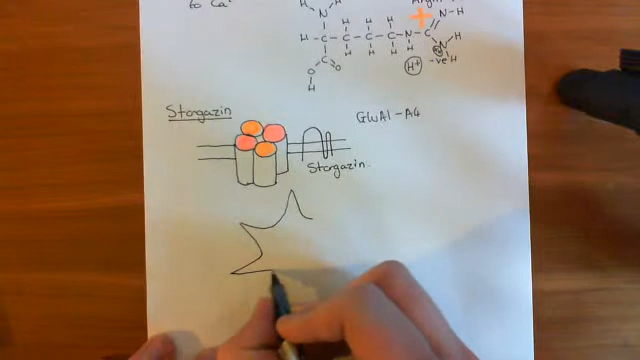 to Ca
Stargazin
GluA1-A4
Stargazin.
H H
N
H H H H
H-C-C-C-C-N-C
N-H
H H H H
C
O O
H
H+
-ve H
N H
+